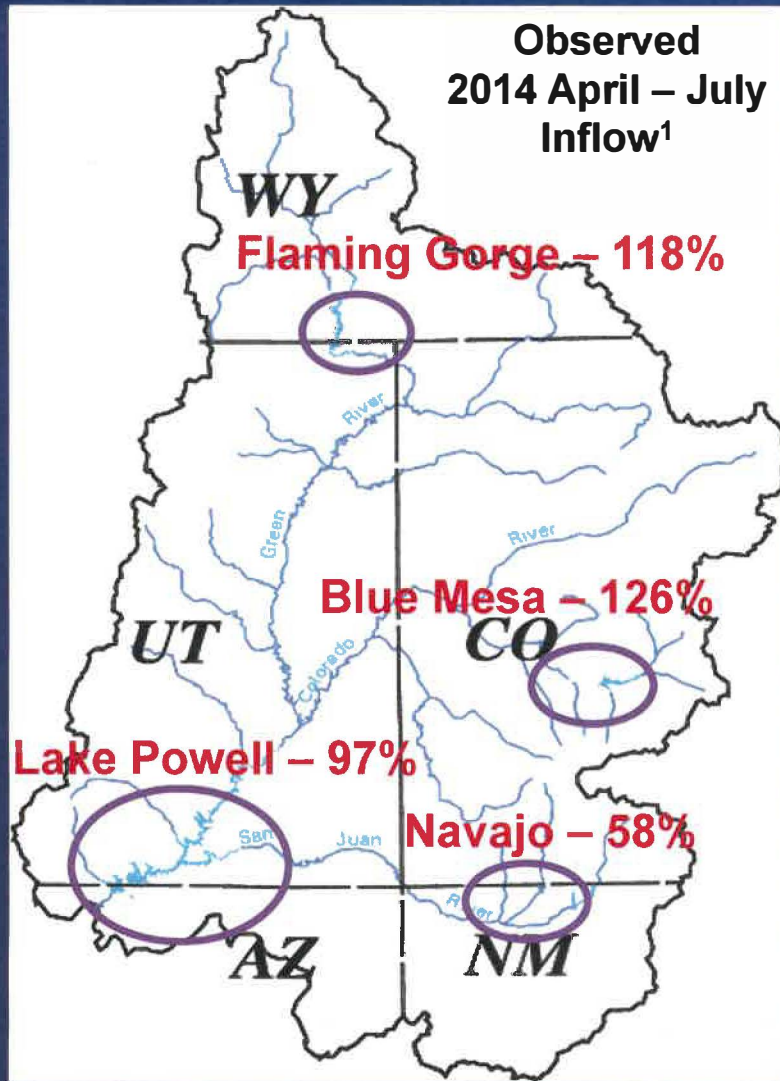 Observed
2014 April – July
Inflow¹
WY
Flaming Gorge – 118%
River
Green
River
Blue Mesa – 126%
UT
CO
Colorado
Lake Powell – 97%
San Juan
Navajo – 58%
River
AZ
NM